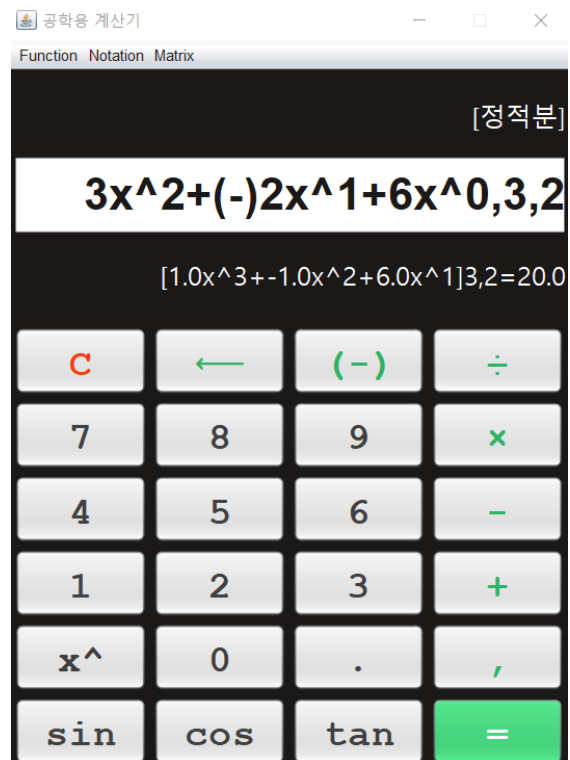 공학용 계산기
Function Notation Matrix
[정적분]
3x^2+(-)2x^1+6x^0,3,2
[1.0x^3+-1.0x^2+6.0x^1]3,2=20.0
C ← (-) ÷
7 8 9 ×
4 5 6 -
1 2 3 +
x^ 0 . ,
sin cos tan =